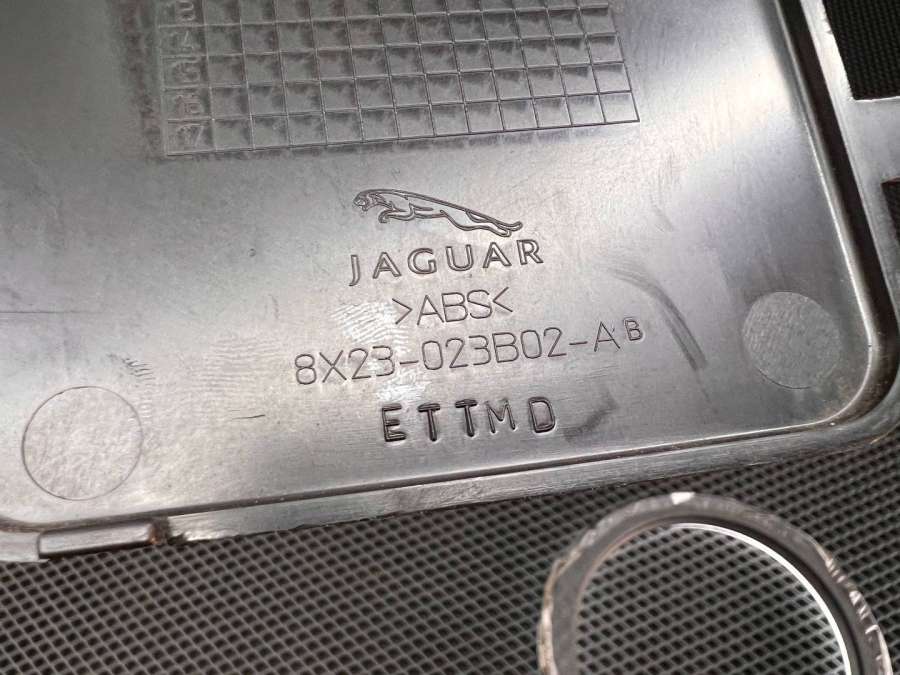 JAGUAR
>ABS<
8X23-023B02-AB
ETTMD